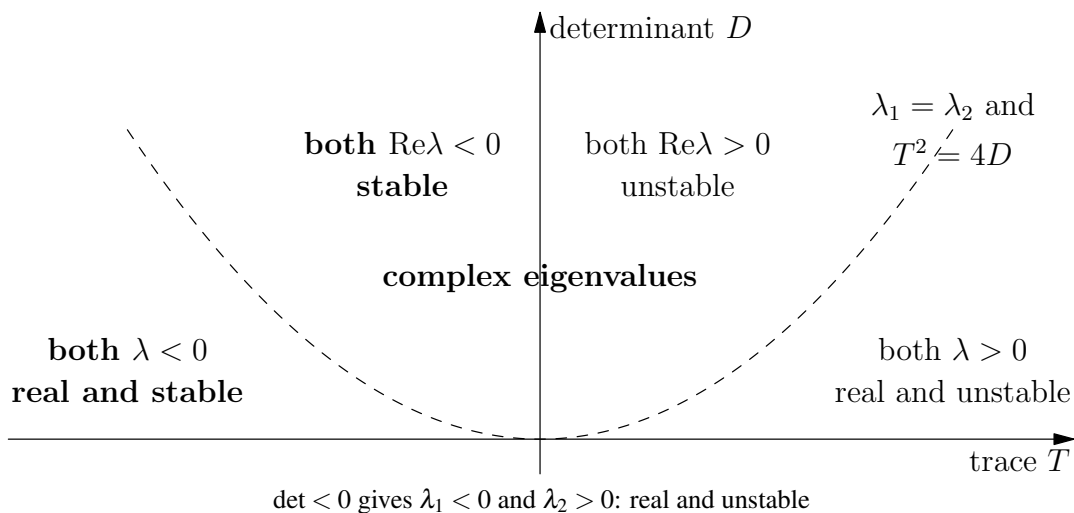 determinant D
both Reλ < 0
stable
both Reλ > 0
unstable
λ₁ = λ₂ and
T² = 4D
complex eigenvalues
both λ < 0
real and stable
both λ > 0
real and unstable
trace T
det < 0 gives λ₁ < 0 and λ₂ > 0: real and unstable